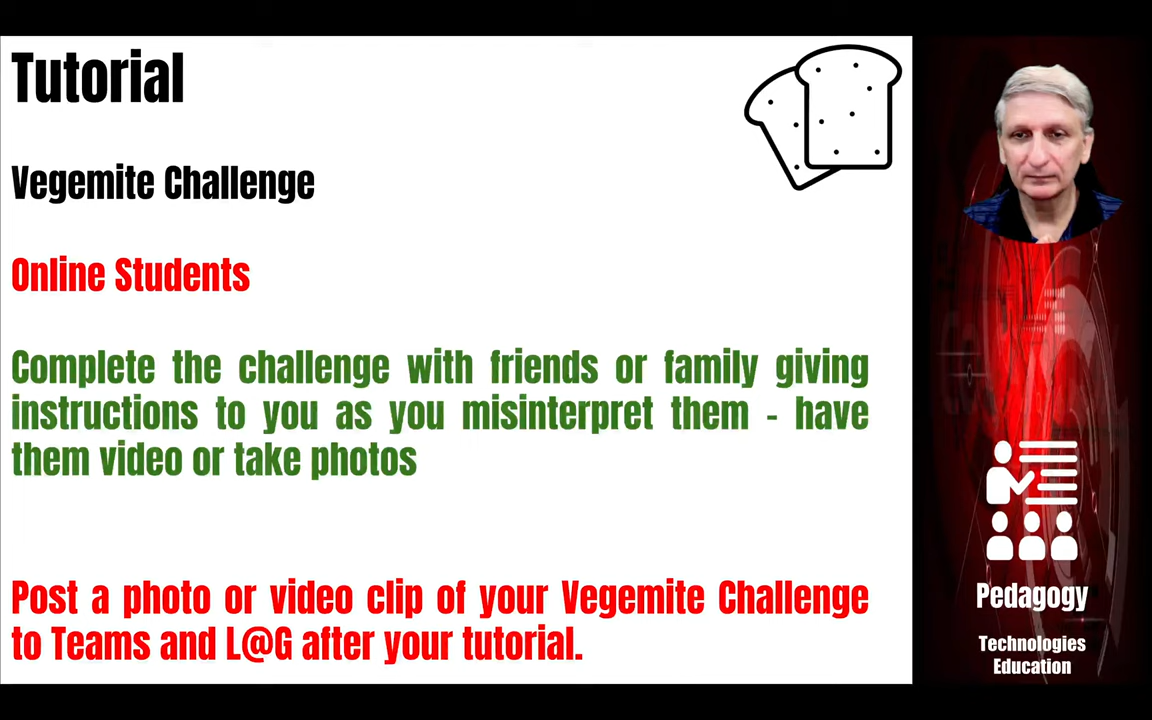 Tutorial
Vegemite Challenge
Online Students
Complete the challenge with friends or family giving
instructions to you as you misinterpret them - have
them video or take photos
Post a photo or video clip of your Vegemite Challenge
to Teams and L@G after your tutorial.
Pedagogy
Technologies
Education